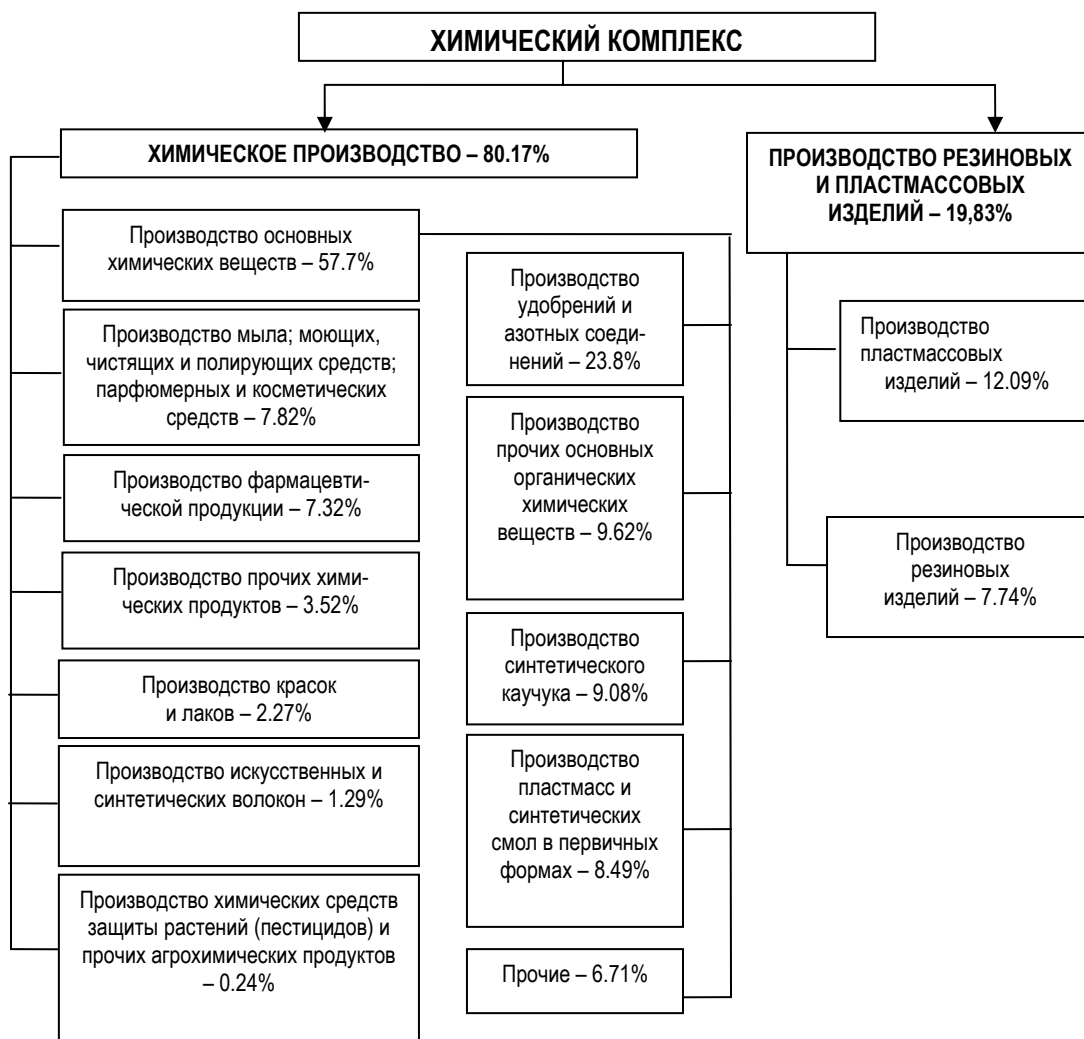 ХИМИЧЕСКИЙ КОМПЛЕКС
ХИМИЧЕСКОЕ ПРОИЗВОДСТВО – 80.17%
Производство основных
химических веществ – 57.7%
Производство мыла; моющих,
чистящих и полирующих средств;
парфюмерных и косметических
средств – 7.82%
Производство фармацевти-
ческой продукции – 7.32%
Производство прочих хими-
ческих продуктов – 3.52%
Производство красок
и лаков – 2.27%
Производство искусственных и
синтетических волокон – 1.29%
Производство химических средств
защиты растений (пестицидов) и
прочих агрохимических продуктов
– 0.24%
Производство
удобрений и
азотных соеди-
нений – 23.8%
Производство
прочих основных
органических
химических
веществ – 9.62%
Производство
синтетического
каучука – 9.08%
Производство
пластмасс и
синтетических
смол в первичных
формах – 8.49%
Прочие – 6.71%
ПРОИЗВОДСТВО РЕЗИНОВЫХ
И ПЛАСТМАССОВЫХ
ИЗДЕЛИЙ – 19,83%
Производство
пластмассовых
изделий – 12.09%
Производство
резиновых
изделий – 7.74%